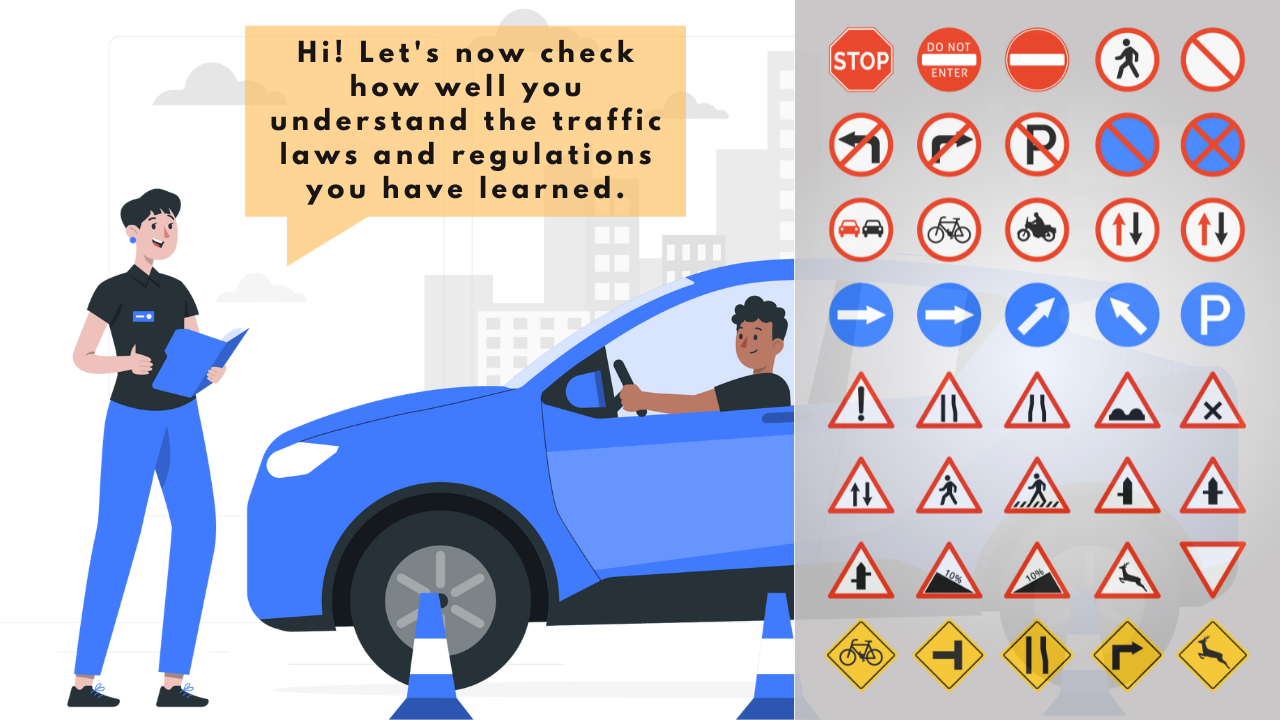 Hi! Let's now check
how well you
understand the traffic
laws and regulations
you have learned.
STOP
DO NOT
ENTER
P
P
10%
10%